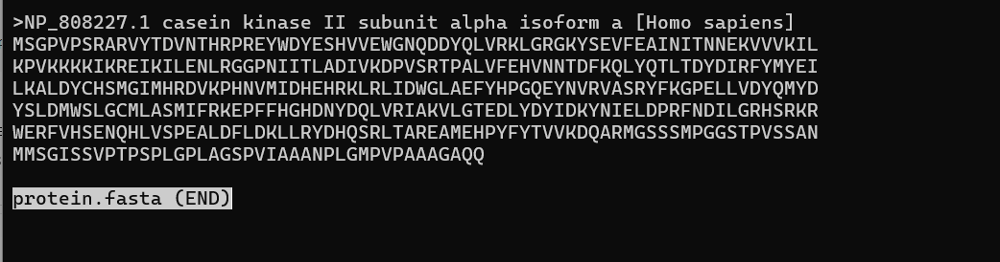 >NP_808227.1 casein kinase II subunit alpha isoform a [Homo sapiens]
MSGPVPSRARVYTDVNTHRPREYWDYESHVVEWGNQDDYQLVRKLGRGKYSEVFEAINITNNEKVVVKIL
KPVKKKKIKREIKILENLRGGPNIITLADIVKDPVSRTPALVFEHVNNTDFKQLYQTLTDYDIRFYMYEI
LKALDYCHSMGIMHRDVKPHNVMIDHEHRKLRLIDWGLAEFYHPGQEYNVRVASRYFKGPELLVDYQMYD
YSLDMWSLGCMLASMIFRKEPFFHGHDNYDQLVRIAKVLGTEDLYDYIDKYNIELDPRFNDILGRHSRKR
WERFVHSENQHLVSPEALDFLDKLLRYDHQSRLTAREAMEHPYFYTVVKDQARMGSSSMPGGSTPVSSAN
MMSGISSVPTPSPLGPLAGSPVIAAANPLGMPVPAAAGAQQ
protein.fasta (END)